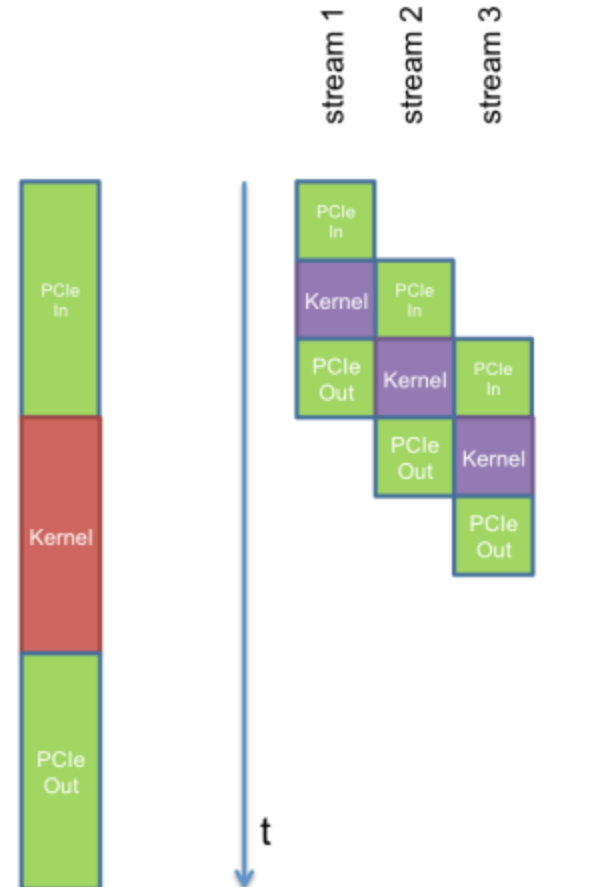 stream 1
stream 2
stream 3
PCIe
In
Kernel
PCIe
Out
t
PCIe
In
Kernel
PCIe
Out
PCIe
In
Kernel
PCIe
Out
PCIe
In
Kernel
PCIe
Out